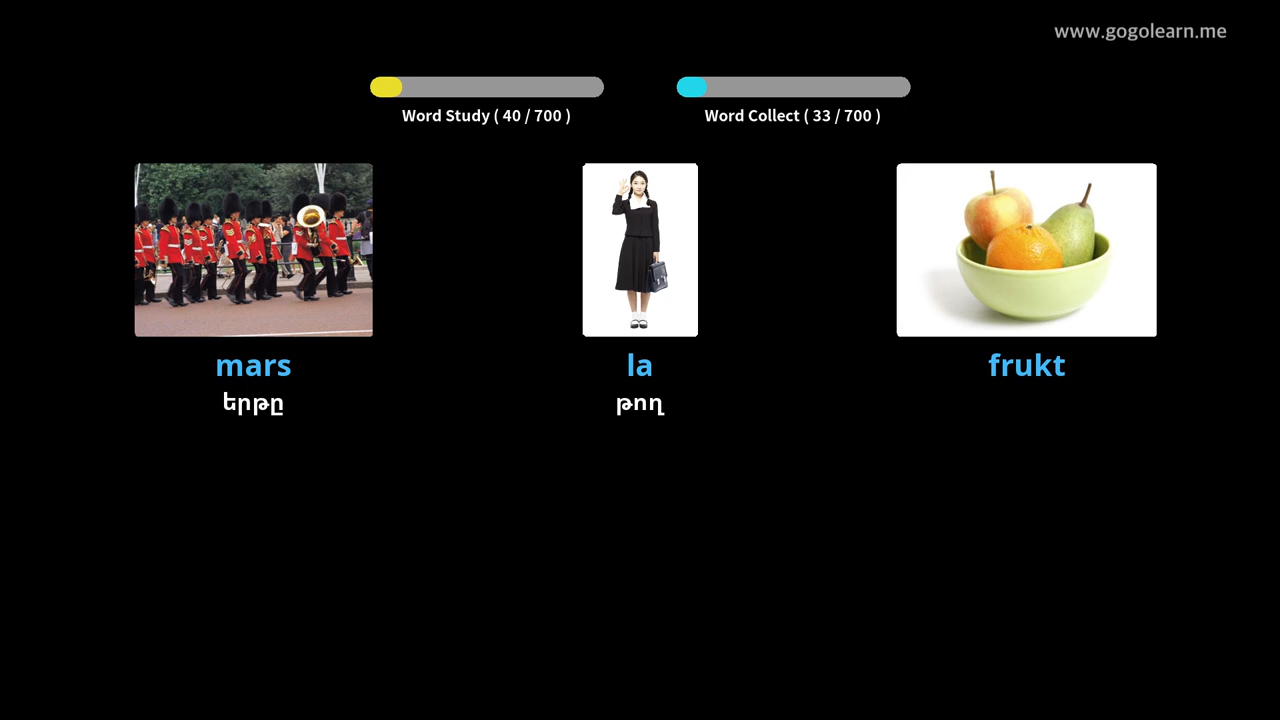 www.gogolearn.me
Word Study ( 40 / 700 )
Word Collect ( 33 / 700 )
mars
la
frukt
երթը
թող